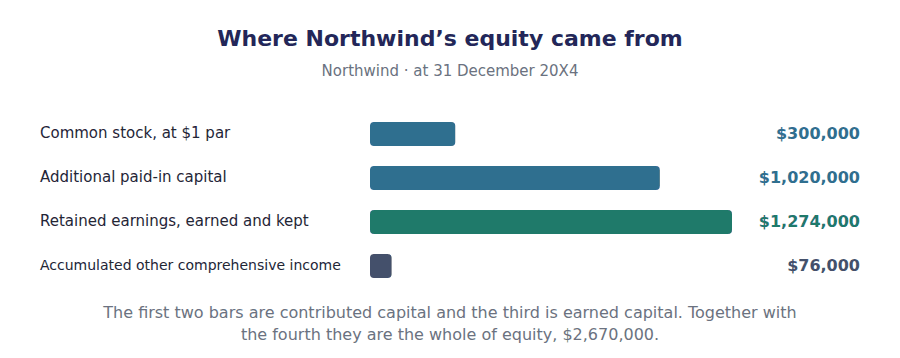 Where Northwind’s equity came from
Northwind · at 31 December 20X4
Common stock, at $1 par $300,000
Additional paid-in capital $1,020,000
Retained earnings, earned and kept $1,274,000
Accumulated other comprehensive income $76,000
The first two bars are contributed capital and the third is earned capital. Together with
the fourth they are the whole of equity, $2,670,000.